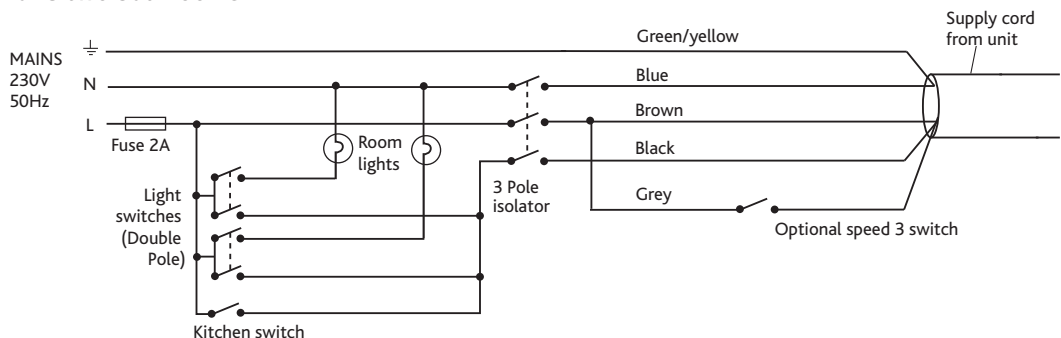 Supply cord
from unit
Green/yellow
MAINS
230V
50Hz
N
Blue
L
Brown
Fuse 2A
Room
lights
Black
3 Pole
isolator
Light
switches
(Double
Pole)
Grey
Optional speed 3 switch
Kitchen switch